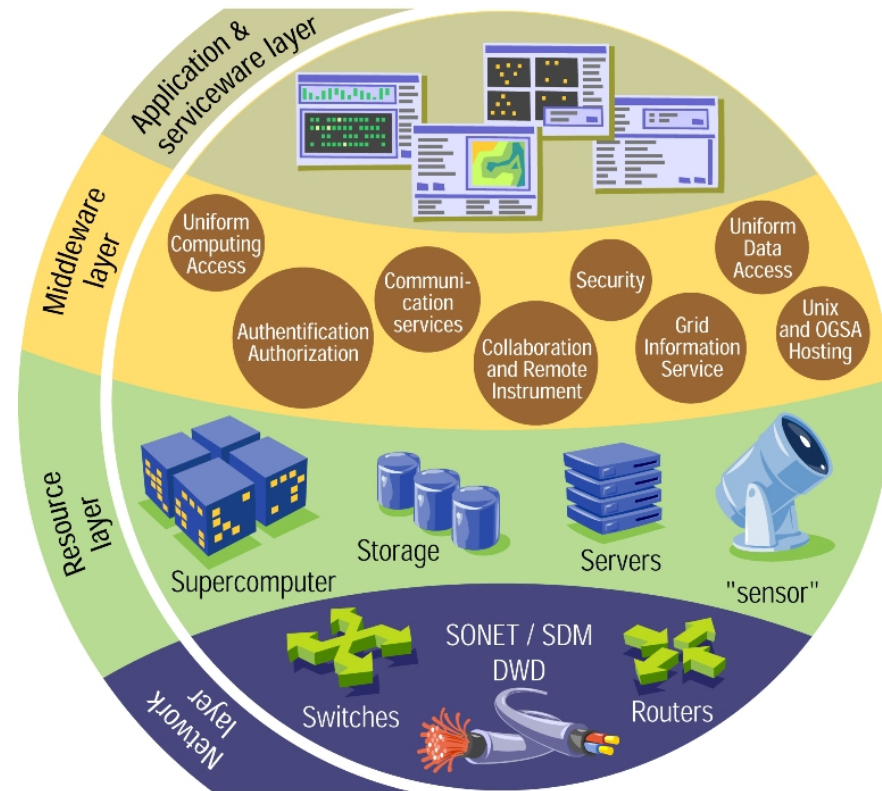 Application &
serviceware layer
Middleware
layer
Uniform
Computing
Access
Authentification
Authorization
Communi-
cation
services
Collaboration
and Remote
Instrument
Security
Grid
Information
Service
Uniform
Data
Access
Unix
and OGSA
Hosting
Resource
layer
Supercomputer
Storage
Servers
"sensor"
Network
layer
Switches
SONET / SDM
DWD
Routers